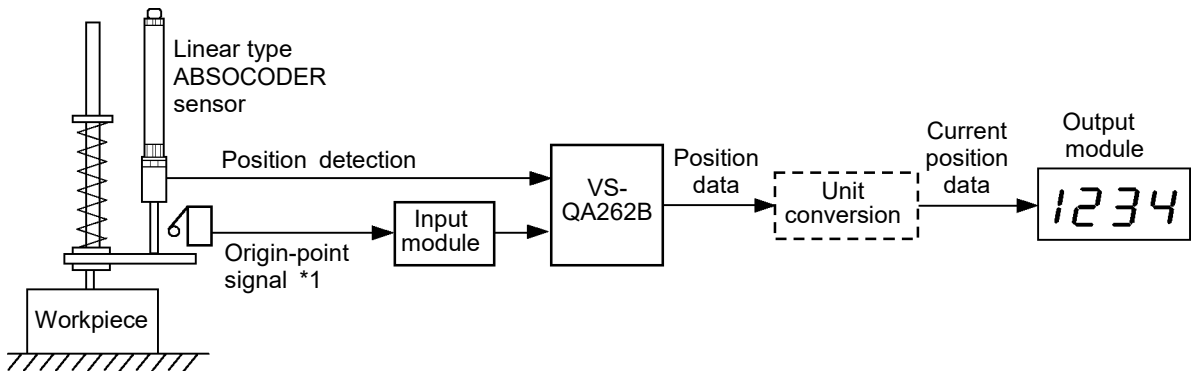 Linear type
ABSOCODER
sensor
Position detection
Origin-point
signal *1
Input
module
VS-
QA262B
Position
data
Unit
conversion
Current
position
data
Output
module
1234
Workpiece